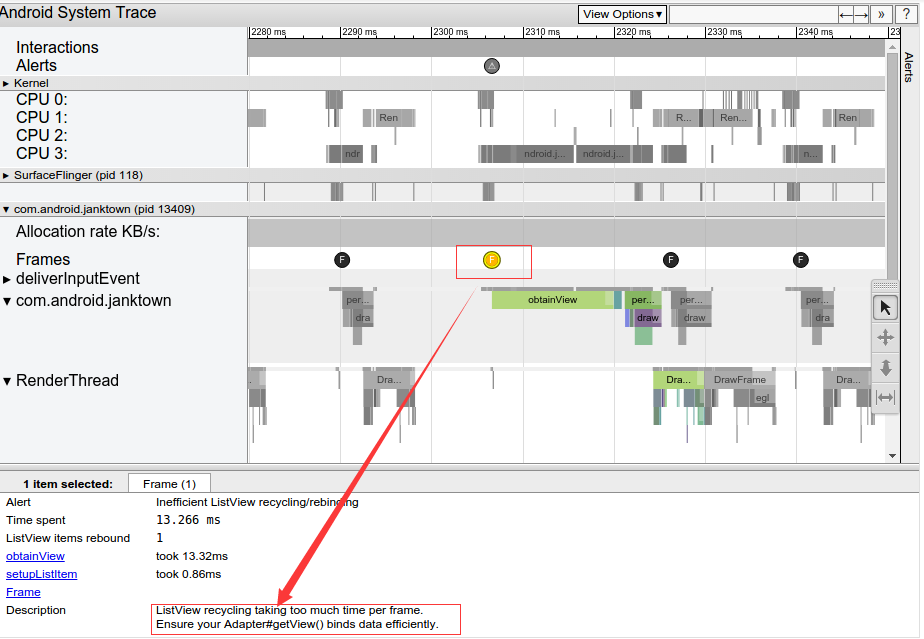 Android System Trace
View Options▾
←
→
»
?
2280 ms
2290 ms
2300 ms
2310 ms
2320 ms
2330 ms
2340 ms
23
Interactions
Alerts
Alerts
▸ Kernel
CPU 0:
CPU 1:
Ren
R...
Ren...
Ren
CPU 2:
CPU 3:
ndr
ndroid.j...
ndroid.j...
n...
▸ SurfaceFlinger (pid 118)
▾ com.android.janktown (pid 13409)
Allocation rate KB/s:
Frames
F
F
F
F
▸ deliverInputEvent
▾ com.android.janktown
per...
obtainView
per...
per...
per...
dra
draw
draw
dra
▾ RenderThread
.
Dra...
Dra...
DrawFrame
Dra...
egl
1 item selected:
Frame (1)
Alert
Inefficient ListView recycling/rebinding
Time spent
13.266 ms
ListView items rebound
1
obtainView
took 13.32ms
setupListItem
took 0.86ms
Frame
Description
ListView recycling taking too much time per frame.
Ensure your Adapter#getView() binds data efficiently.